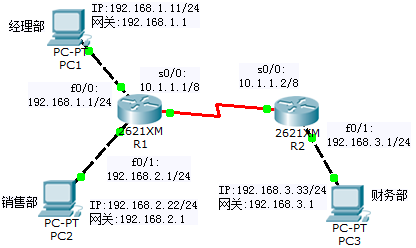 经理部
IP:192.168.1.11/24
网关:192.168.1.1
PC-PT
PC1
f0/0:
192.168.1.1/24
s0/0:
10.1.1.1/8
s0/0:
10.1.1.2/8
2621XM
R1
2621XM
R2
f0/1:
192.168.2.1/24
f0/1:
192.168.3.1/24
销售部
PC-PT
PC2
IP:192.168.2.22/24
网关:192.168.2.1
IP:192.168.3.33/24
网关:192.168.3.1
财务部
PC-PT
PC3